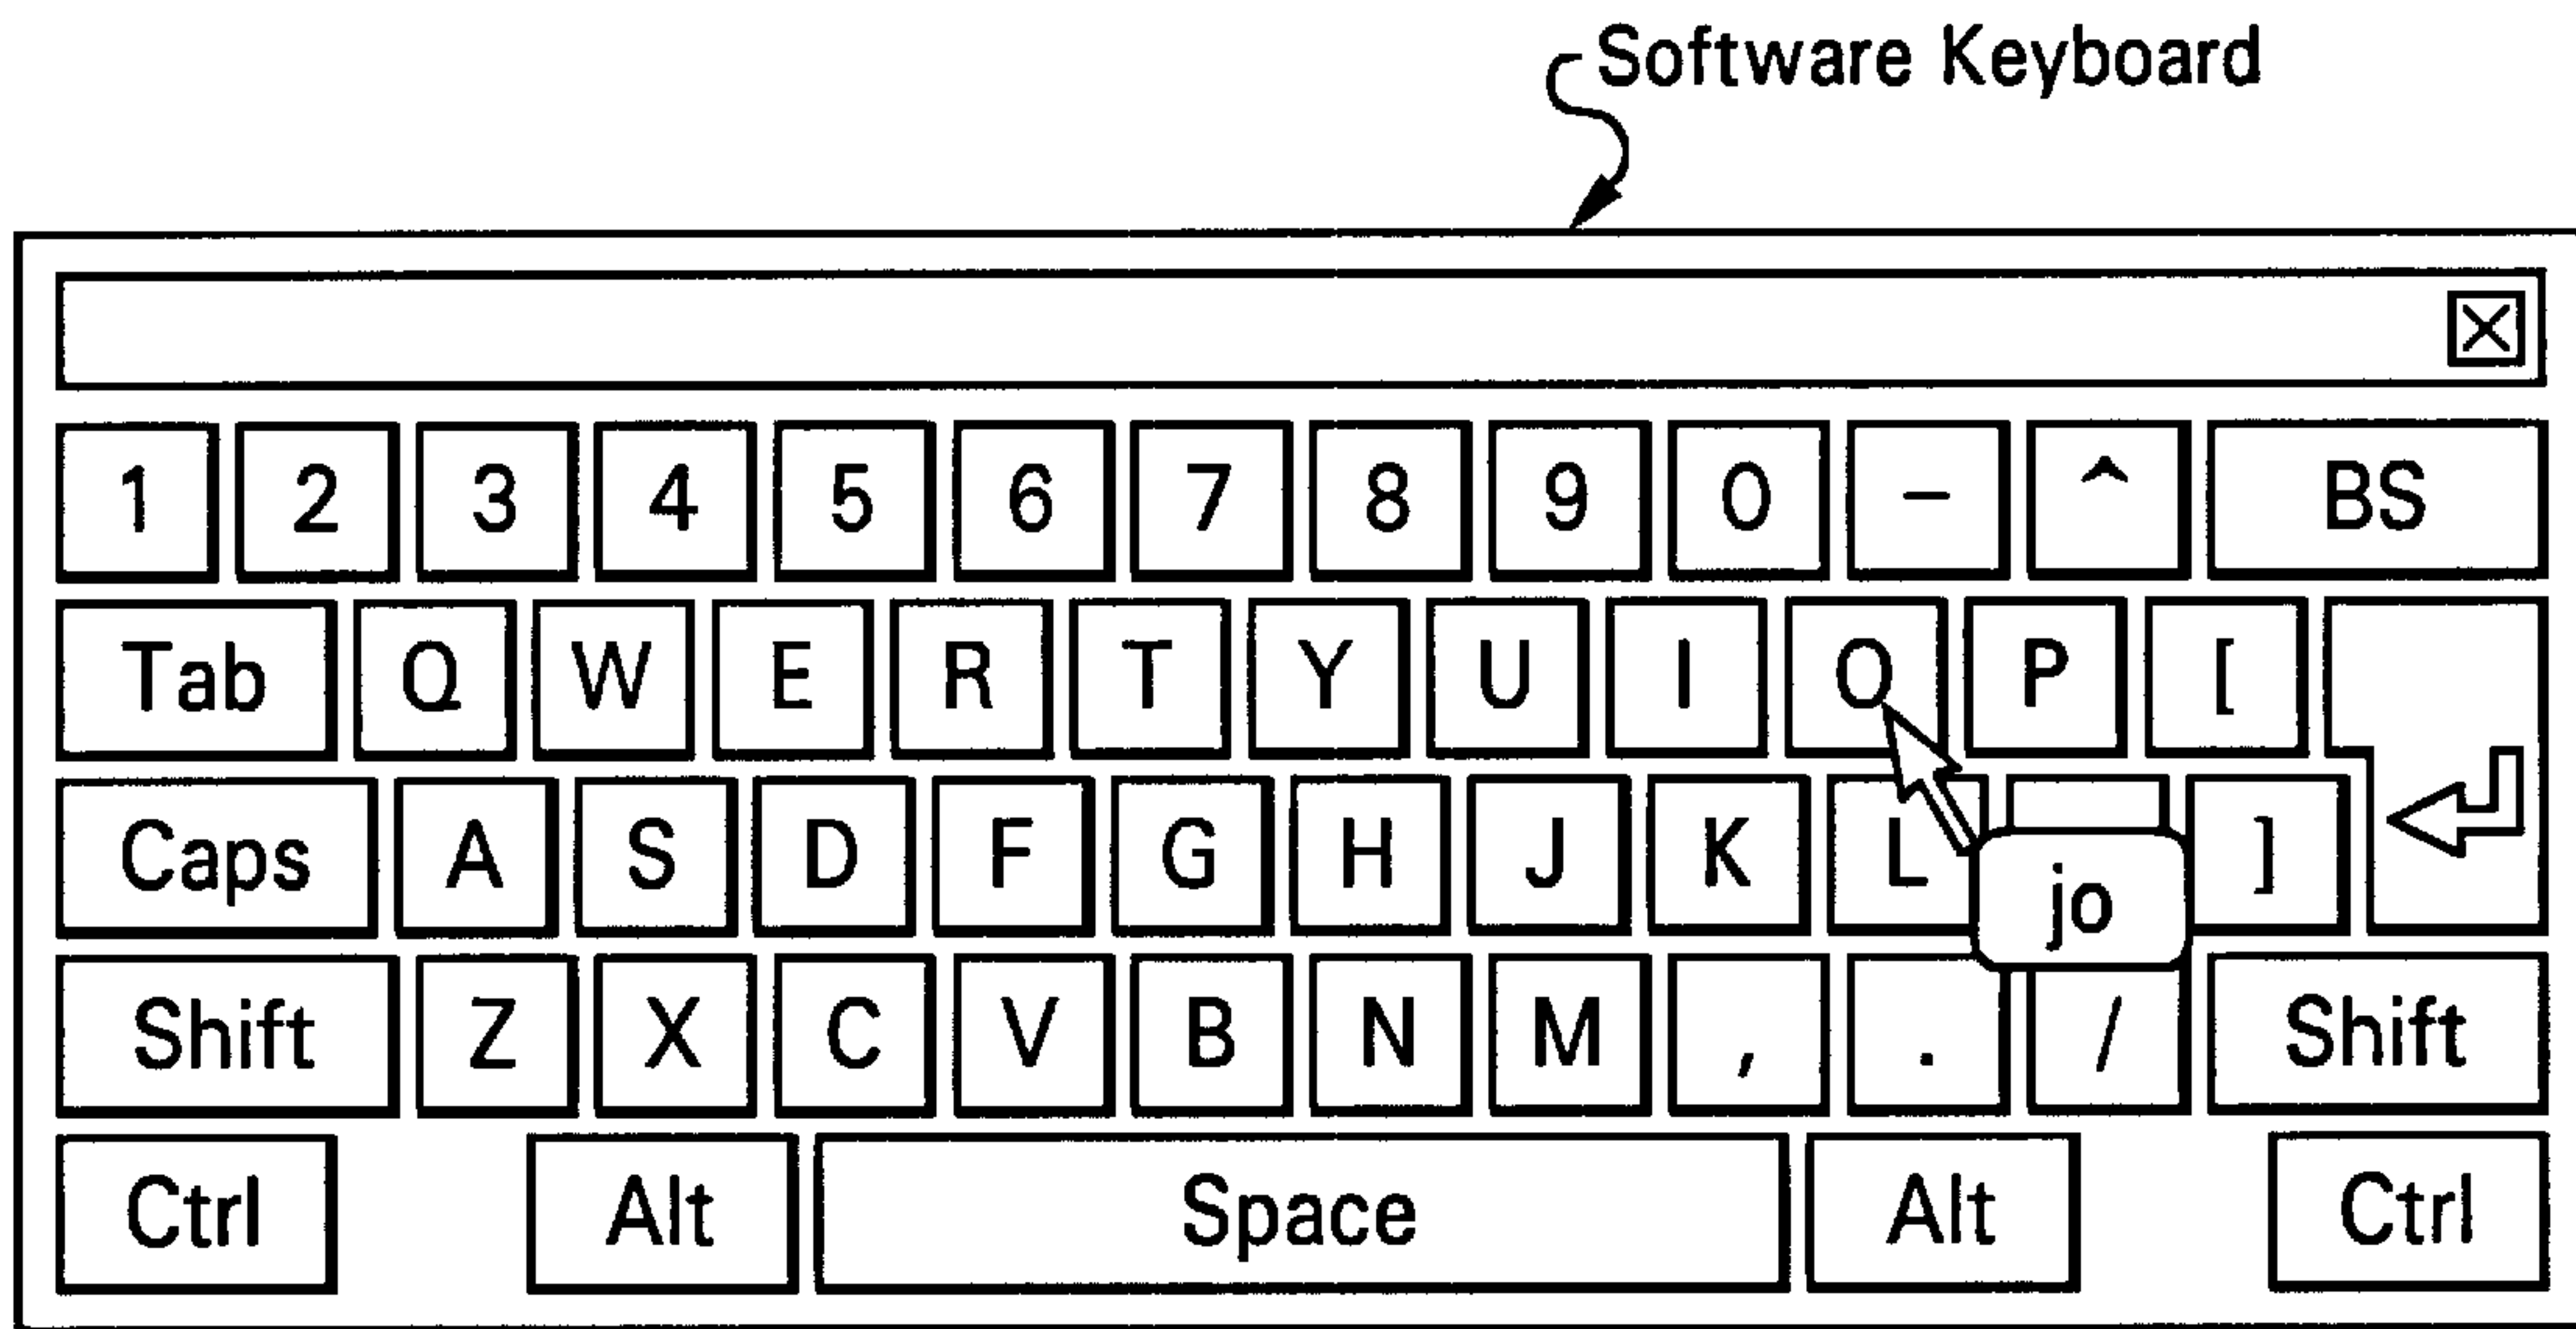 Software Keyboard
1 2 3 4 5 6 7 8 9 0 - ^ BS
Tab Q W E R T Y U I O P [
Caps A S D F G H J K L ]
jo
Shift Z X C V B N M , . / Shift
Ctrl Alt Space Alt Ctrl